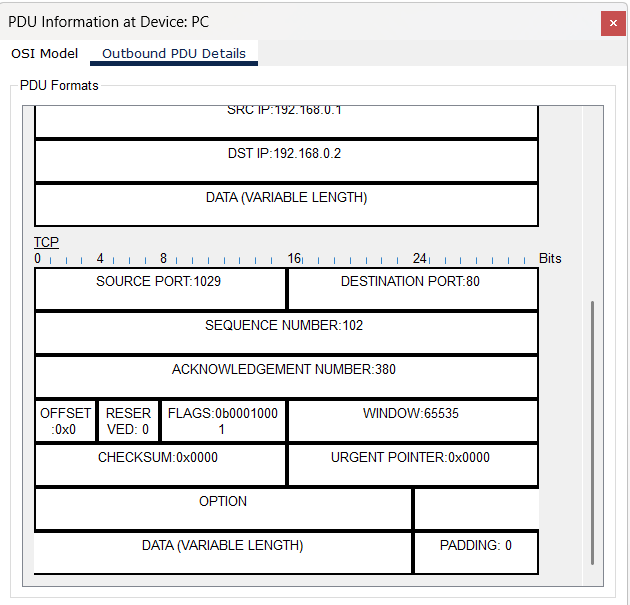 PDU Information at Device: PC
OSI Model Outbound PDU Details
PDU Formats
SRC IP:192.168.0.1
DST IP:192.168.0.2
DATA (VARIABLE LENGTH)
TCP
0 4 8 16 24 Bits
SOURCE PORT:1029 DESTINATION PORT:80
SEQUENCE NUMBER:102
ACKNOWLEDGEMENT NUMBER:380
OFFSET RESER FLAGS:0b0001000 WINDOW:65535
:0x0 VED: 0 1
CHECKSUM:0x0000 URGENT POINTER:0x0000
OPTION
DATA (VARIABLE LENGTH) PADDING: 0